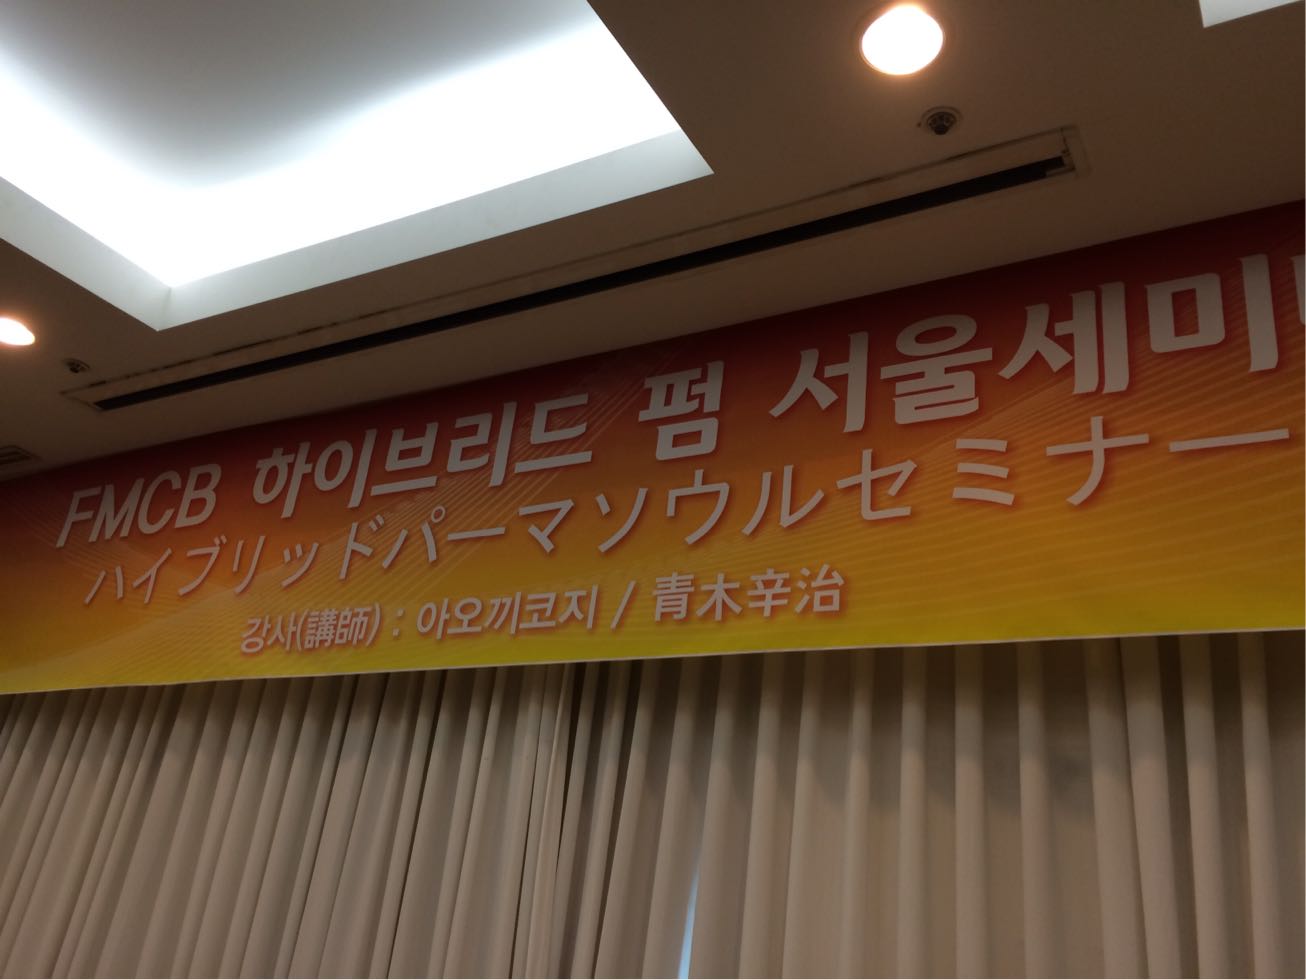 FMCB 하이브리드 펌 서울세미
ハイブリッドパーマソウルセミナー
강사(講師) : 아오끼코지 / 青木辛治